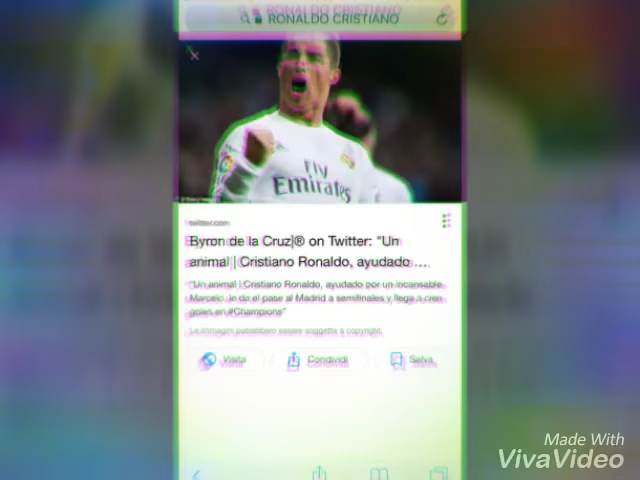 RONALDO CRISTIANO
Fly
Emirates
twitter.com
Byron de la Cruz|® on Twitter: "Un
animal | Cristiano Ronaldo, ayudado ...
"Un animal | Cristiano Ronaldo, ayudado por un incansable
Marcelo, le da el pase al Madrid a semifinales y llega a cien
goles en #Champions"
Le immagini potrebbero essere soggette a copyright.
Visita
Condividi
Salva
Made With
VivaVideo